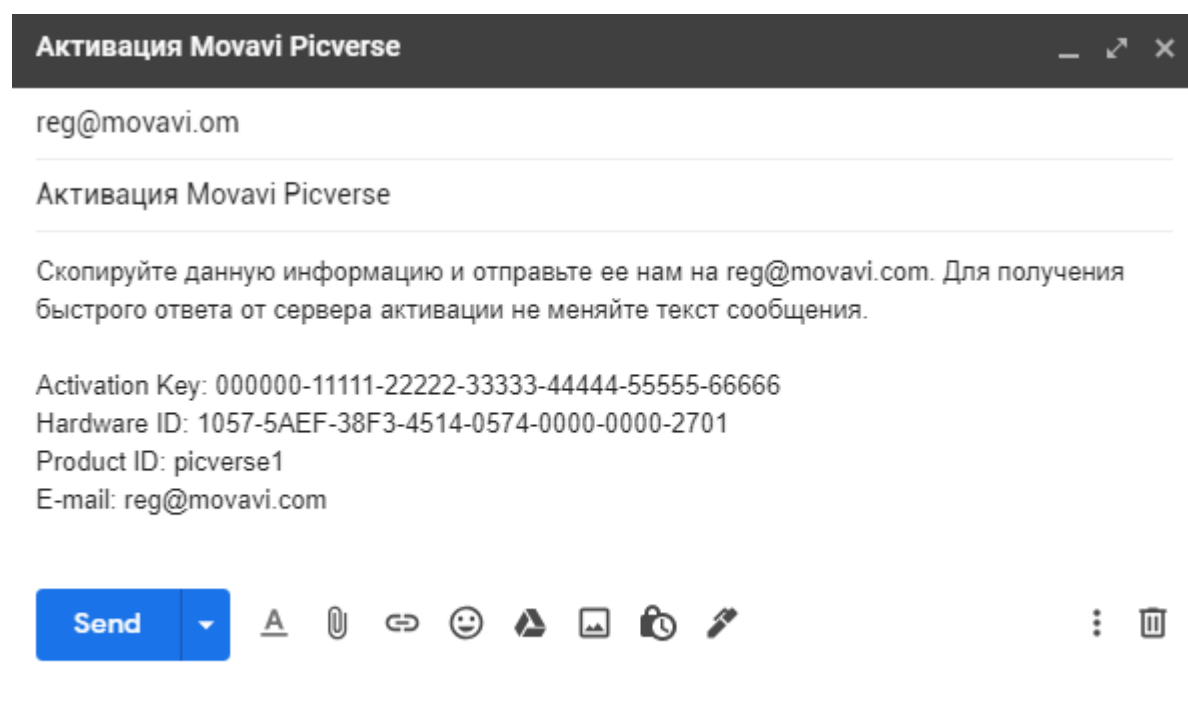 Активация Movavi Picverse
reg@movavi.om
Активация Movavi Picverse
Скопируйте данную информацию и отправьте ее нам на reg@movavi.com. Для получения
быстрого ответа от сервера активации не меняйте текст сообщения.
Activation Key: 000000-11111-22222-33333-44444-55555-66666
Hardware ID: 1057-5AEF-38F3-4514-0574-0000-0000-2701
Product ID: picverse1
E-mail: reg@movavi.com
Send